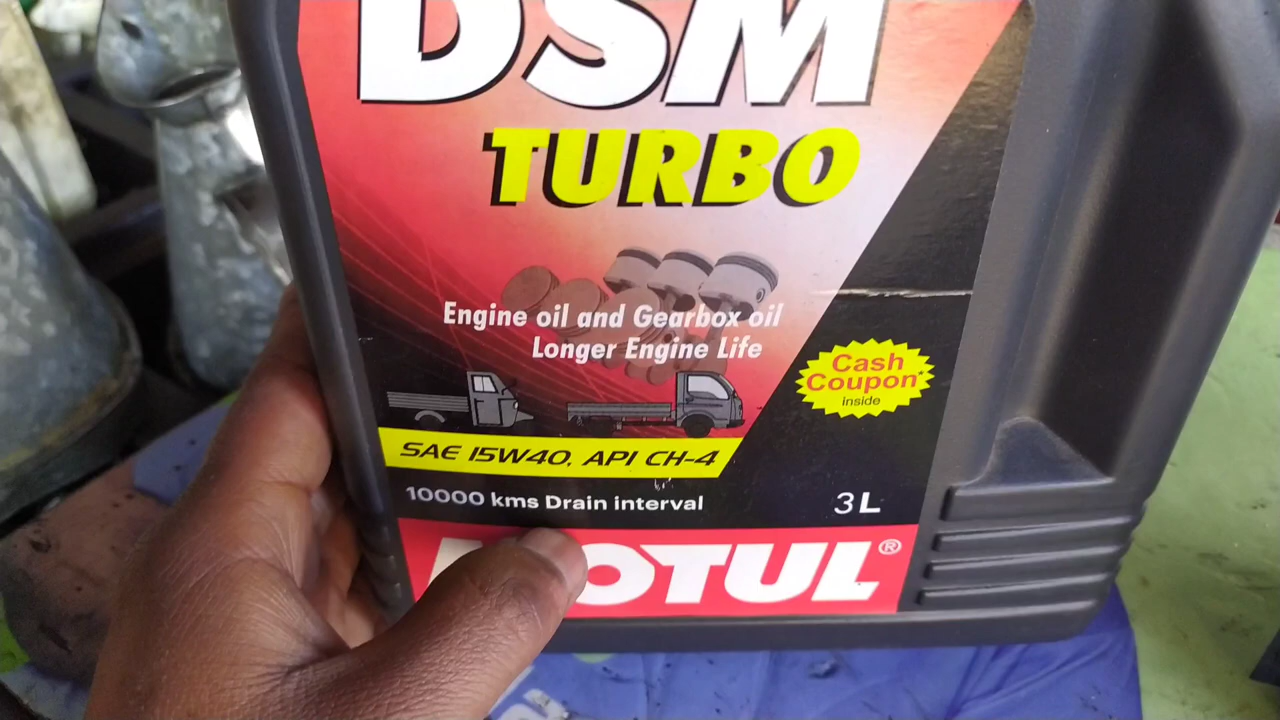 DSM
TURBO
Engine oil and Gearbox oil
Longer Engine Life
Cash
Coupon*
inside
SAE 15W40, API CH-4
10000 kms Drain interval
3L
MOTUL®